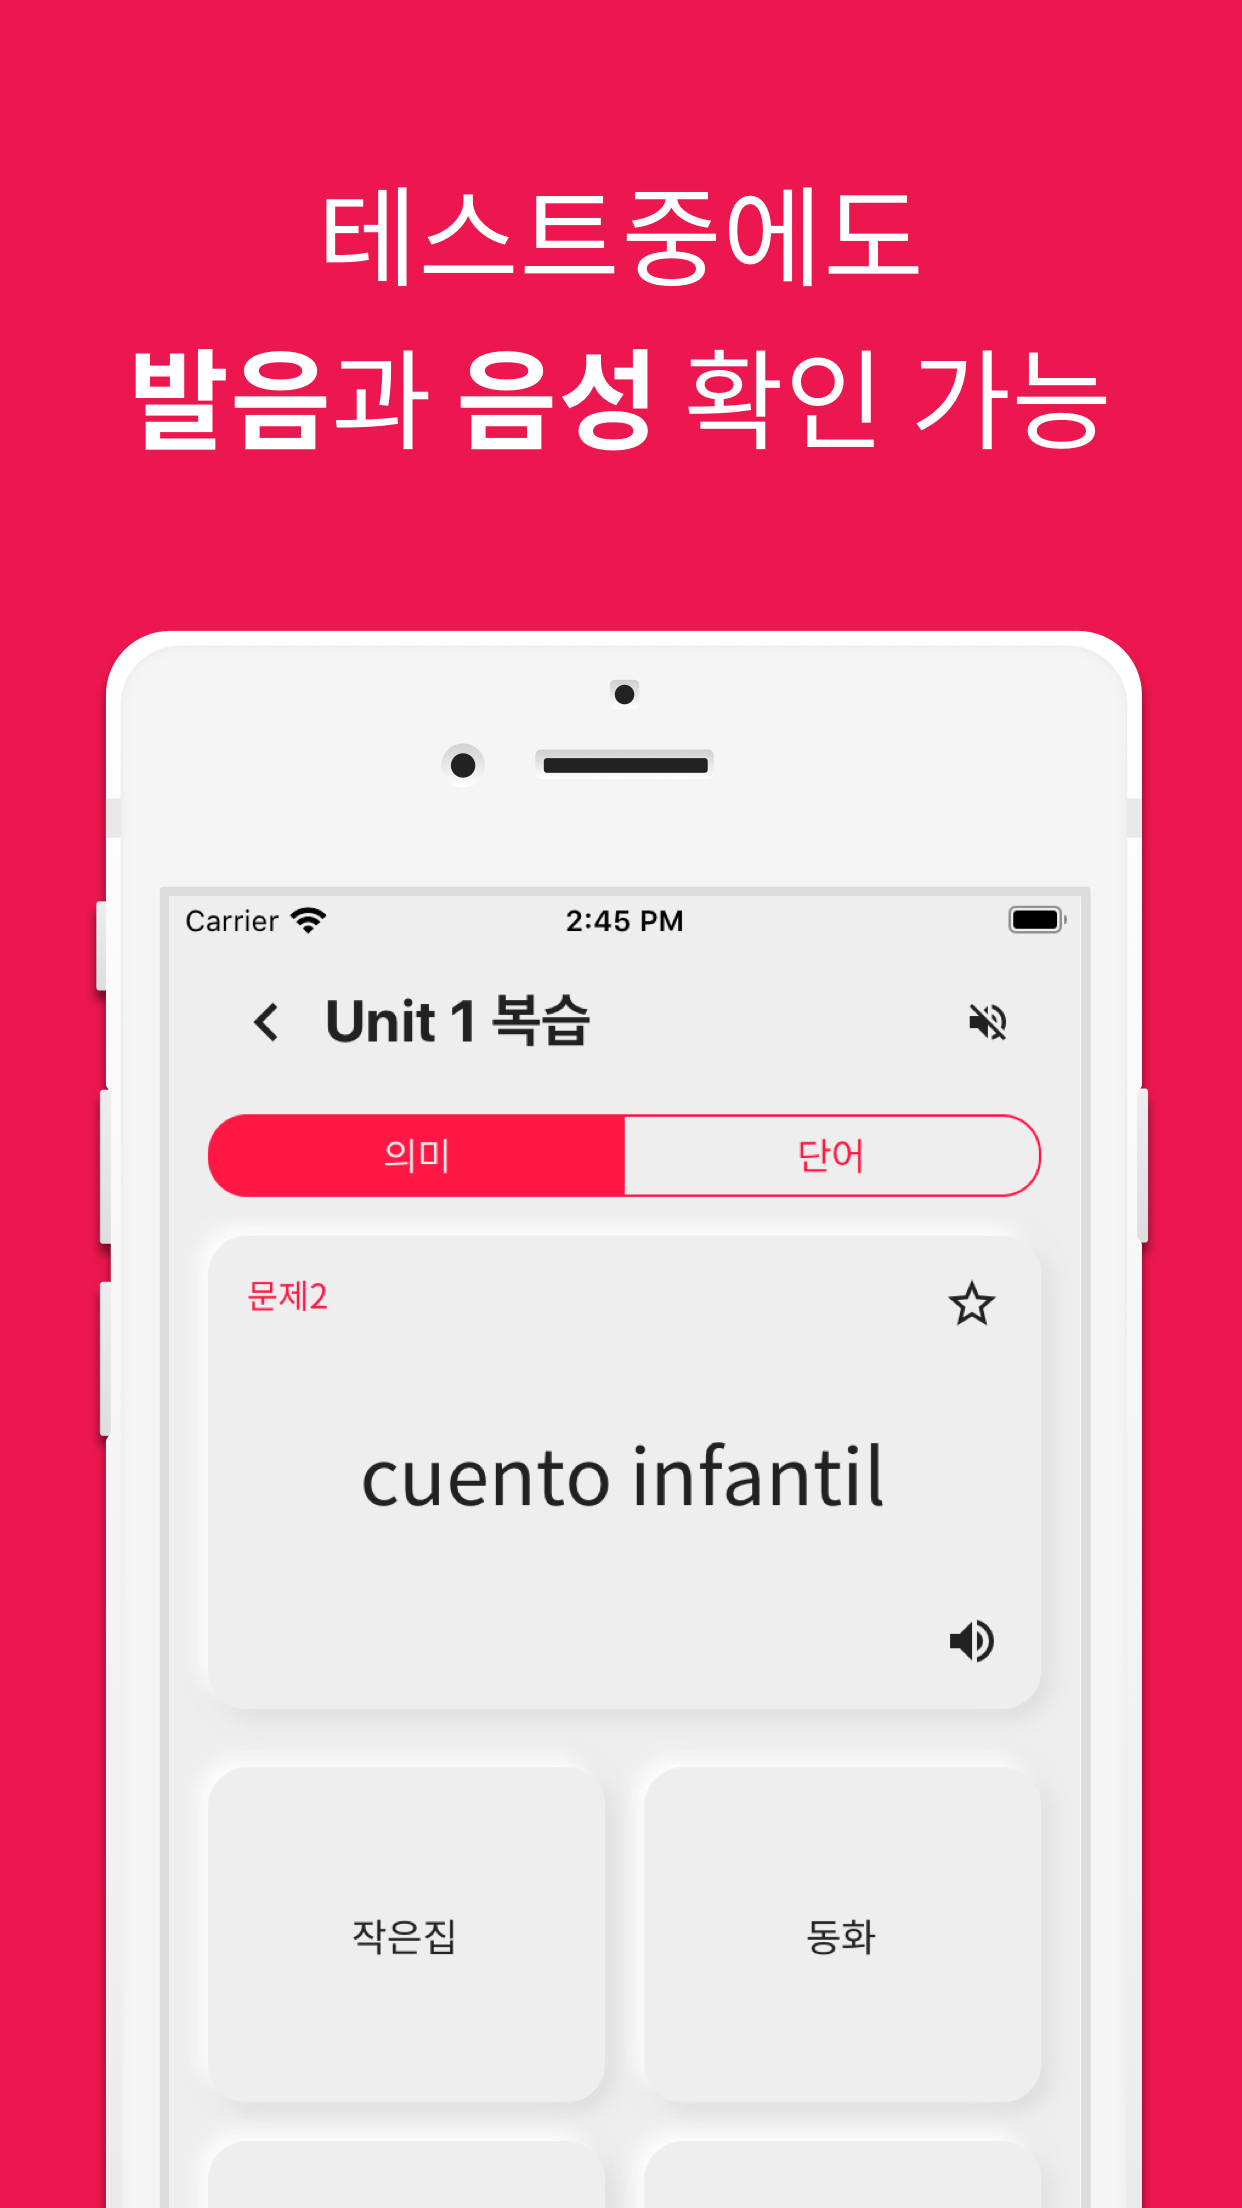 테스트중에도
발음과 음성 확인 가능
Carrier 2:45 PM
Unit 1 복습
의미 단어
문제2
cuento infantil
작은집 동화